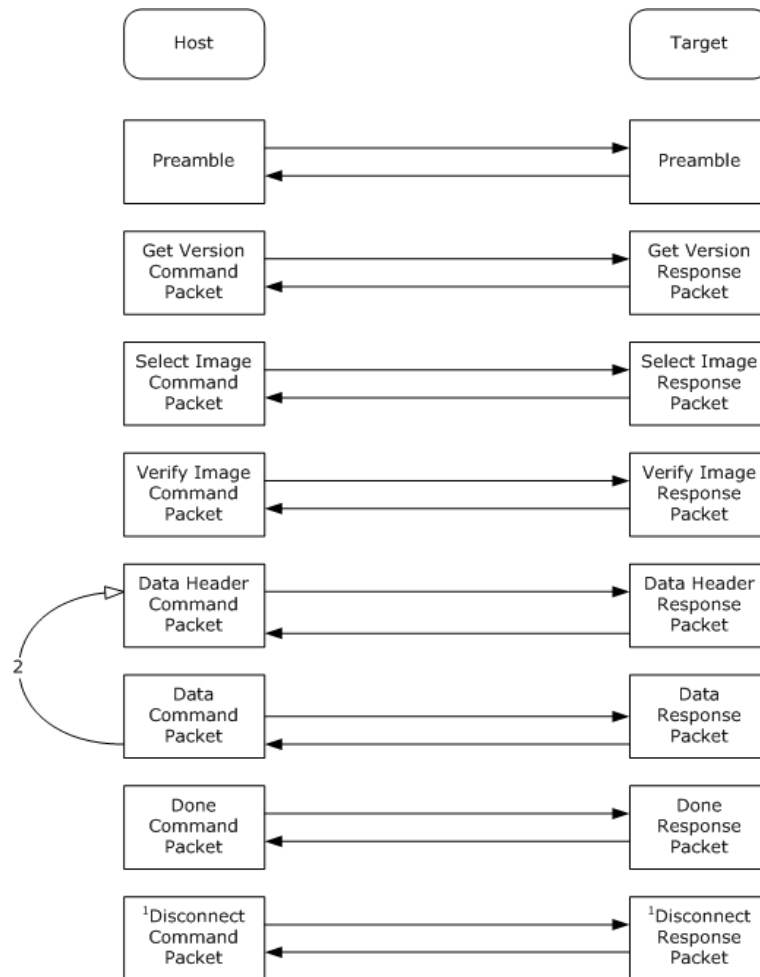 Host
Target
Preamble
Preamble
Get Version
Command
Packet
Get Version
Response
Packet
Select Image
Command
Packet
Select Image
Response
Packet
Verify Image
Command
Packet
Verify Image
Response
Packet
Data Header
Command
Packet
Data Header
Response
Packet
2
Data
Command
Packet
Data
Response
Packet
Done
Command
Packet
Done
Response
Packet
¹Disconnect
Command
Packet
¹Disconnect
Response
Packet